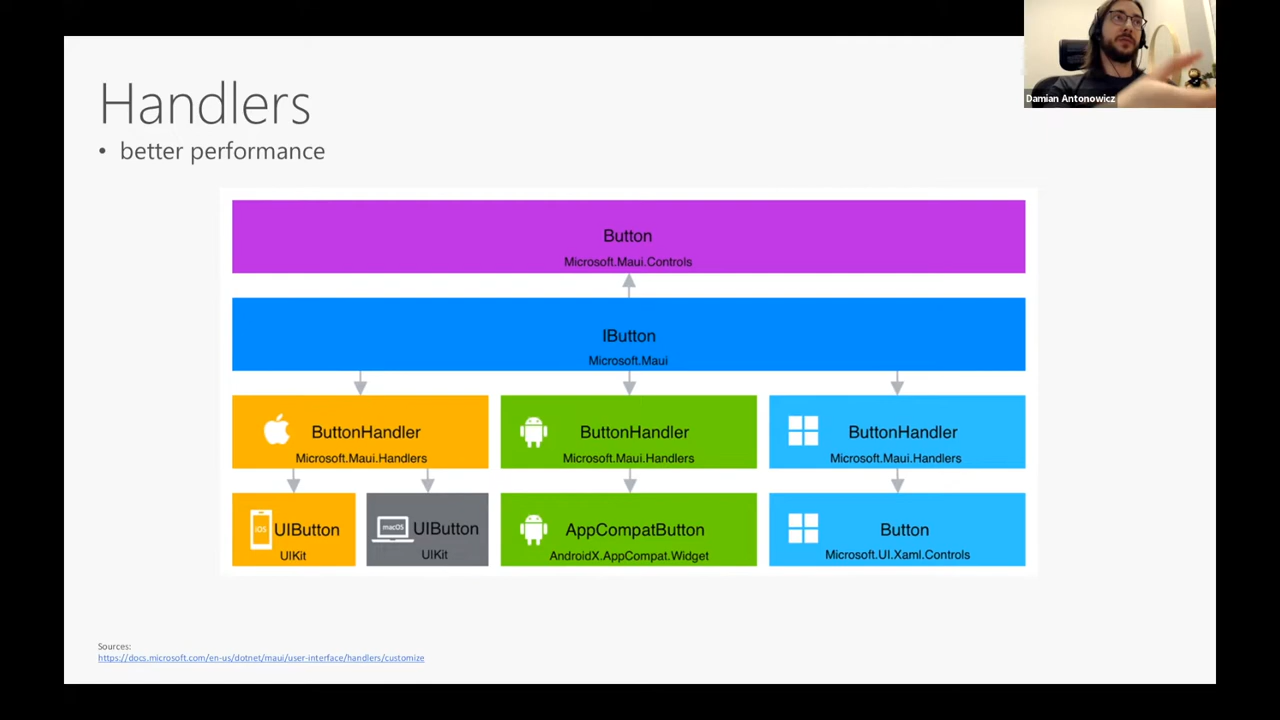 Damian Antonowicz
Handlers
• better performance
Button
Microsoft.Maui.Controls
IButton
Microsoft.Maui
ButtonHandler
Microsoft.Maui.Handlers
ButtonHandler
Microsoft.Maui.Handlers
ButtonHandler
Microsoft.Maui.Handlers
iOS
UIButton
UIKit
macOS
UIButton
UIKit
AppCompatButton
AndroidX.AppCompat.Widget
Button
Microsoft.UI.Xaml.Controls
Sources:
https://docs.microsoft.com/en-us/dotnet/maui/user-interface/handlers/customize